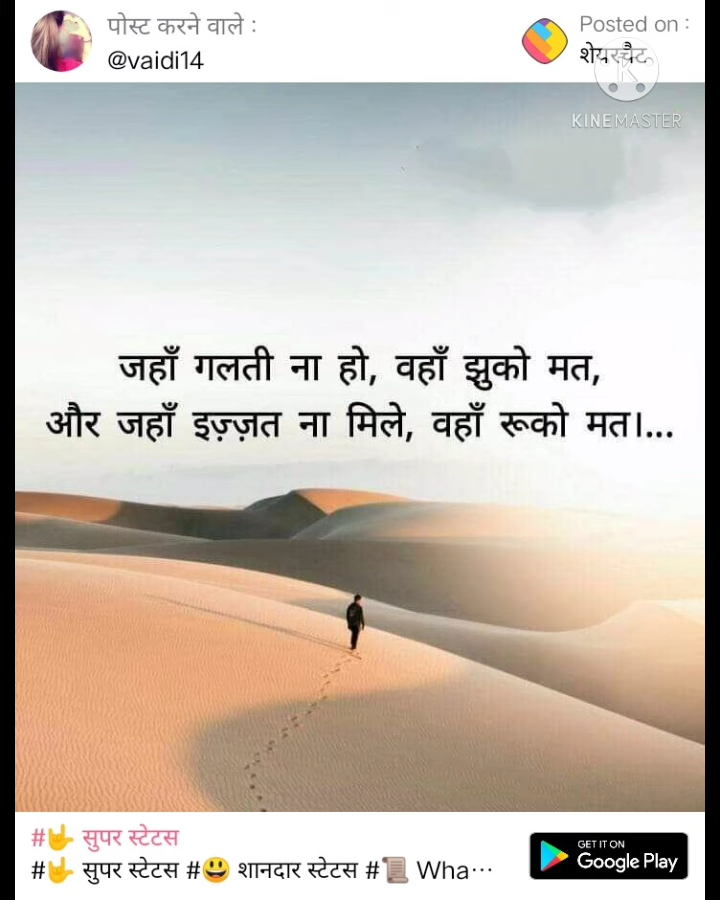 पोस्ट करने वाले :
@vaidi14
Posted on :
शेयरचैट
KINEMASTER
जहाँ गलती ना हो, वहाँ झुको मत,
और जहाँ इज़्ज़त ना मिले, वहाँ रूको मत।...
#🤟 सुपर स्टेटस
#🤟 सुपर स्टेटस #😃 शानदार स्टेटस #📜 Wha...
GET IT ON
Google Play